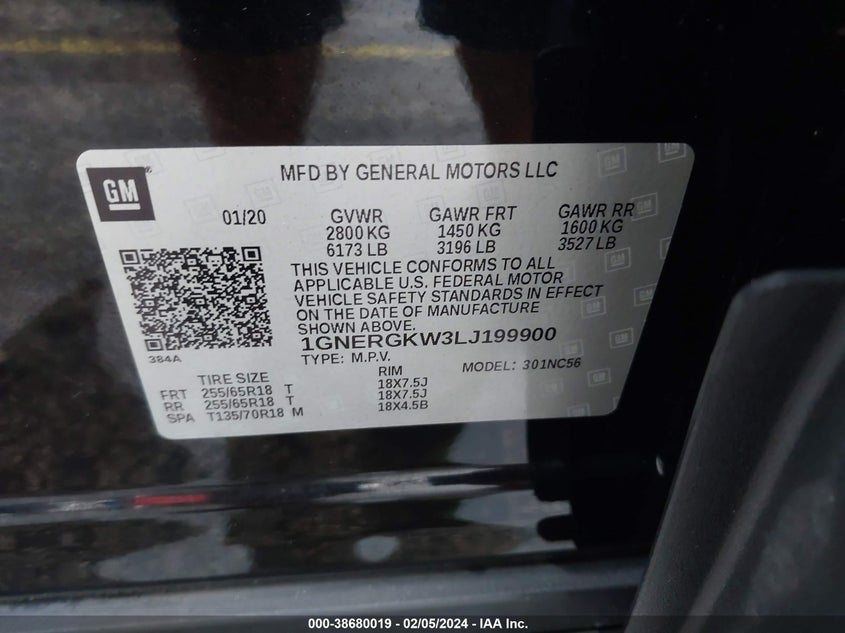 GM
®
MFD BY GENERAL MOTORS LLC
01/20
GVWR GAWR FRT GAWR RR
2800 KG 1450 KG 1600 KG
6173 LB 3196 LB 3527 LB
THIS VEHICLE CONFORMS TO ALL
APPLICABLE U.S. FEDERAL MOTOR
VEHICLE SAFETY STANDARDS IN EFFECT
ON THE DATE OF MANUFACTURE
SHOWN ABOVE.
1GNERGKW3LJ199900
384A
TYPE: M.P.V. MODEL: 301NC56
TIRE SIZE RIM
FRT 255/65R18 T 18X7.5J
RR 255/65R18 T 18X7.5J
SPA T135/70R18 M 18X4.5B
000-38680019 - 02/05/2024 - IAA Inc.